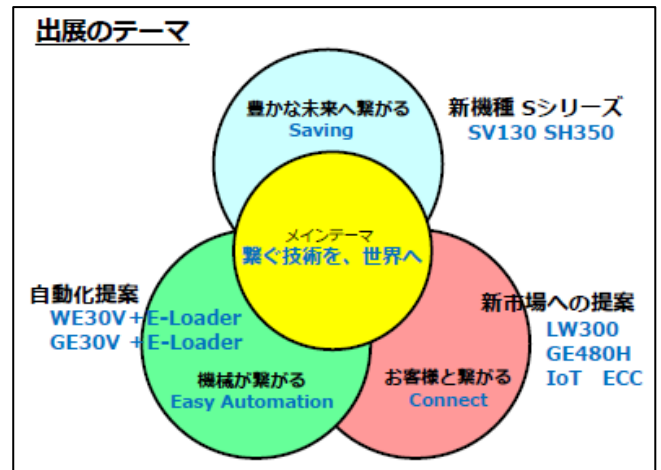 出展のテーマ
豊かな未来へ繋がる
Saving
新機種 Sシリーズ
SV130 SH350
メインテーマ
繋ぐ技術を、世界へ
自動化提案
WE30V+E-Loader
GE30V +E-Loader
機械が繋がる
Easy Automation
新市場への提案
LW300
GE480H
IoT ECC
お客様と繋がる
Connect